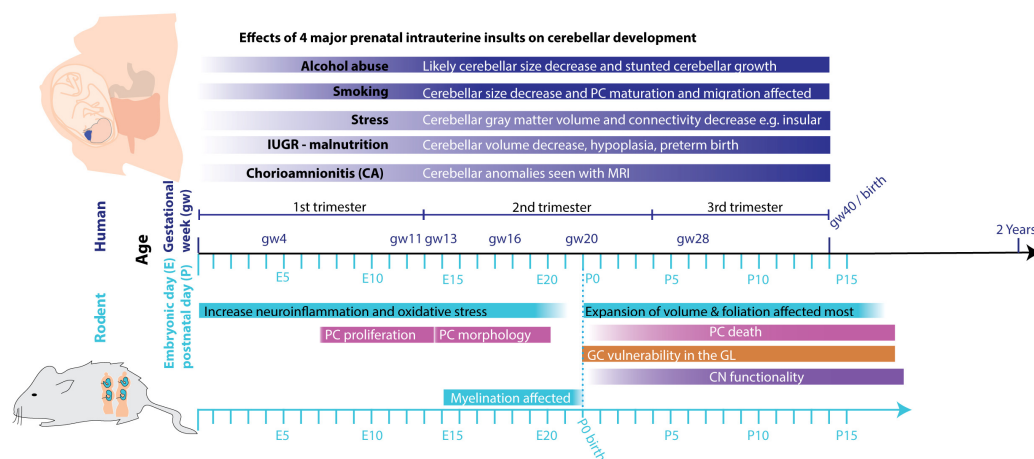 Effects of 4 major prenatal intrauterine insults on cerebellar development
Alcohol abuse Likely cerebellar size decrease and stunted cerebellar growth
Smoking Cerebellar size decrease and PC maturation and migration affected
Stress Cerebellar gray matter volume and connectivity decrease e.g. insular
IUGR - malnutrition Cerebellar volume decrease, hypoplasia, preterm birth
Chorioamnionitis (CA) Cerebellar anomalies seen with MRI
Human
Age
Gestational
week (gw)
1st trimester 2nd trimester 3rd trimester
gw40 / birth
gw4 gw11 gw13 gw16 gw20 gw28 2 Years
E5 E10 E15 E20 P0 P5 P10 P15
Rodent
Embryonic day (E)
postnatal day (P)
Increase neuroinflammation and oxidative stress Expansion of volume & foliation affected most
PC proliferation PC morphology PC death
GC vulnerability in the GL
CN functionality
Myelination affected
E5 E10 E15 E20 P0 birth P5 P10 P15